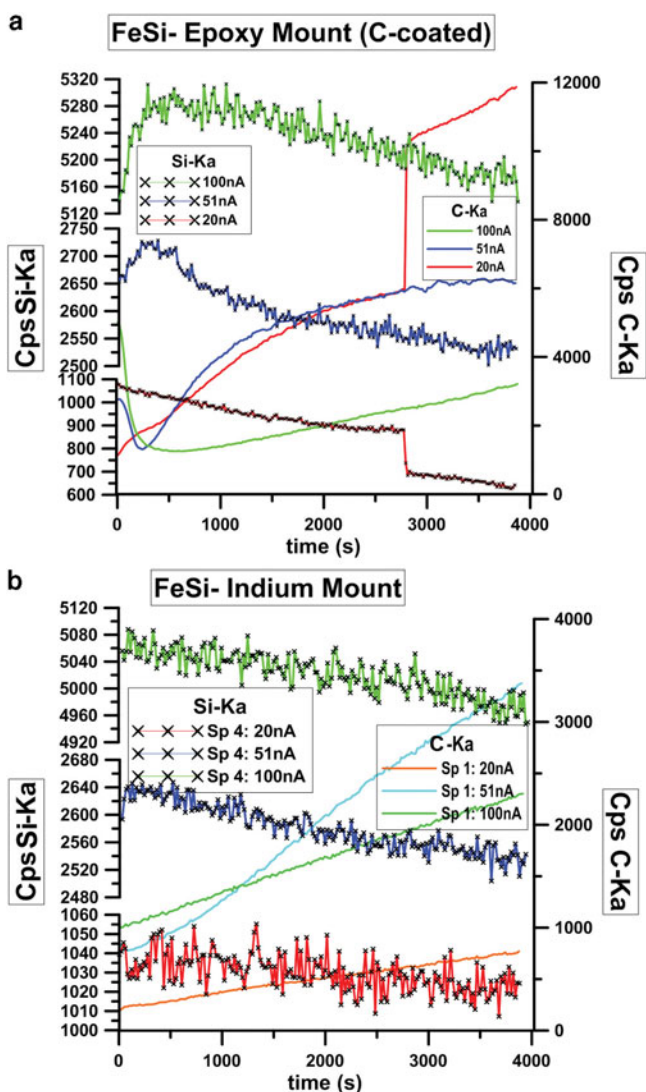 a
FeSi- Epoxy Mount (C-coated)
5320
5280
5240
5200
5160
5120
2750
2700
2650
2600
2550
2500
1100
1000
900
800
700
600
CpsSi-Ka
Si-Ka
100nA
51nA
20nA
C-Ka
100nA
51nA
20nA
12000
8000
4000
0
Cps C-Ka
0 1000 2000 3000 4000
time (s)
b
FeSi- Indium Mount
5120
5080
5040
5000
4960
4920
2680
2640
2600
2560
2520
2480
1060
1050
1040
1030
1020
1010
1000
CpsSi-Ka
Si-Ka
Sp 4: 20nA
Sp 4: 51nA
Sp 4: 100nA
C-Ka
Sp 1: 20nA
Sp 1: 51nA
Sp 1: 100nA
4000
3000
2000
1000
0
Cps C-Ka
0 1000 2000 3000 4000
time (s)